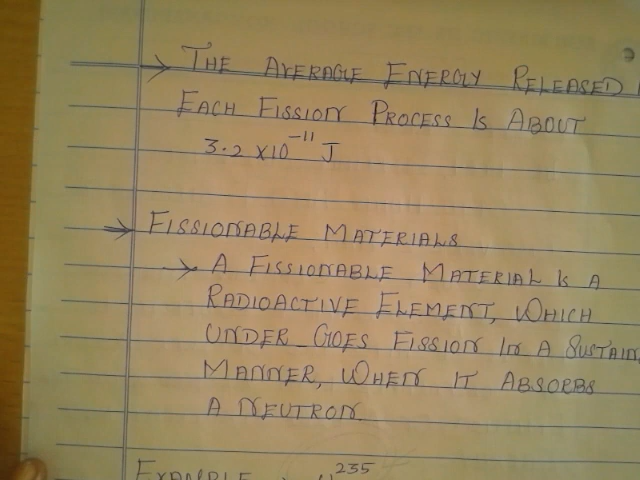 → THE AVERAGE ENERGY RELEASED
EACH FISSION PROCESS IS ABOUT
3.2 X10⁻¹¹ J
→ FISSIONABLE MATERIALS
→ A FISSIONABLE MATERIAL IS A
RADIOACTIVE ELEMENT, WHICH
UNDER GOES FISSION IN A SUSTAIN
MANNER, WHEN IT ABSORBS
A NEUTRON
EXAMPLE 235